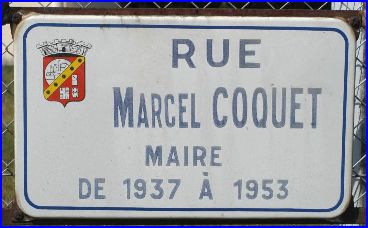 RUE
MARCEL COQUET
MAIRE
DE 1937 À 1953